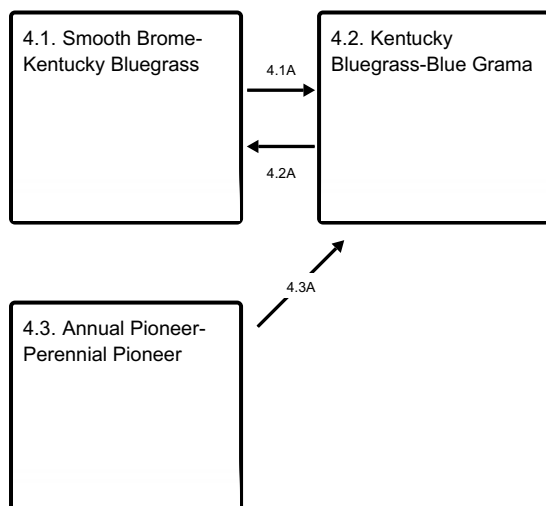 4.1. Smooth Brome-
Kentucky Bluegrass
4.2. Kentucky
Bluegrass-Blue Grama
4.1A
4.2A
4.3A
4.3. Annual Pioneer-
Perennial Pioneer